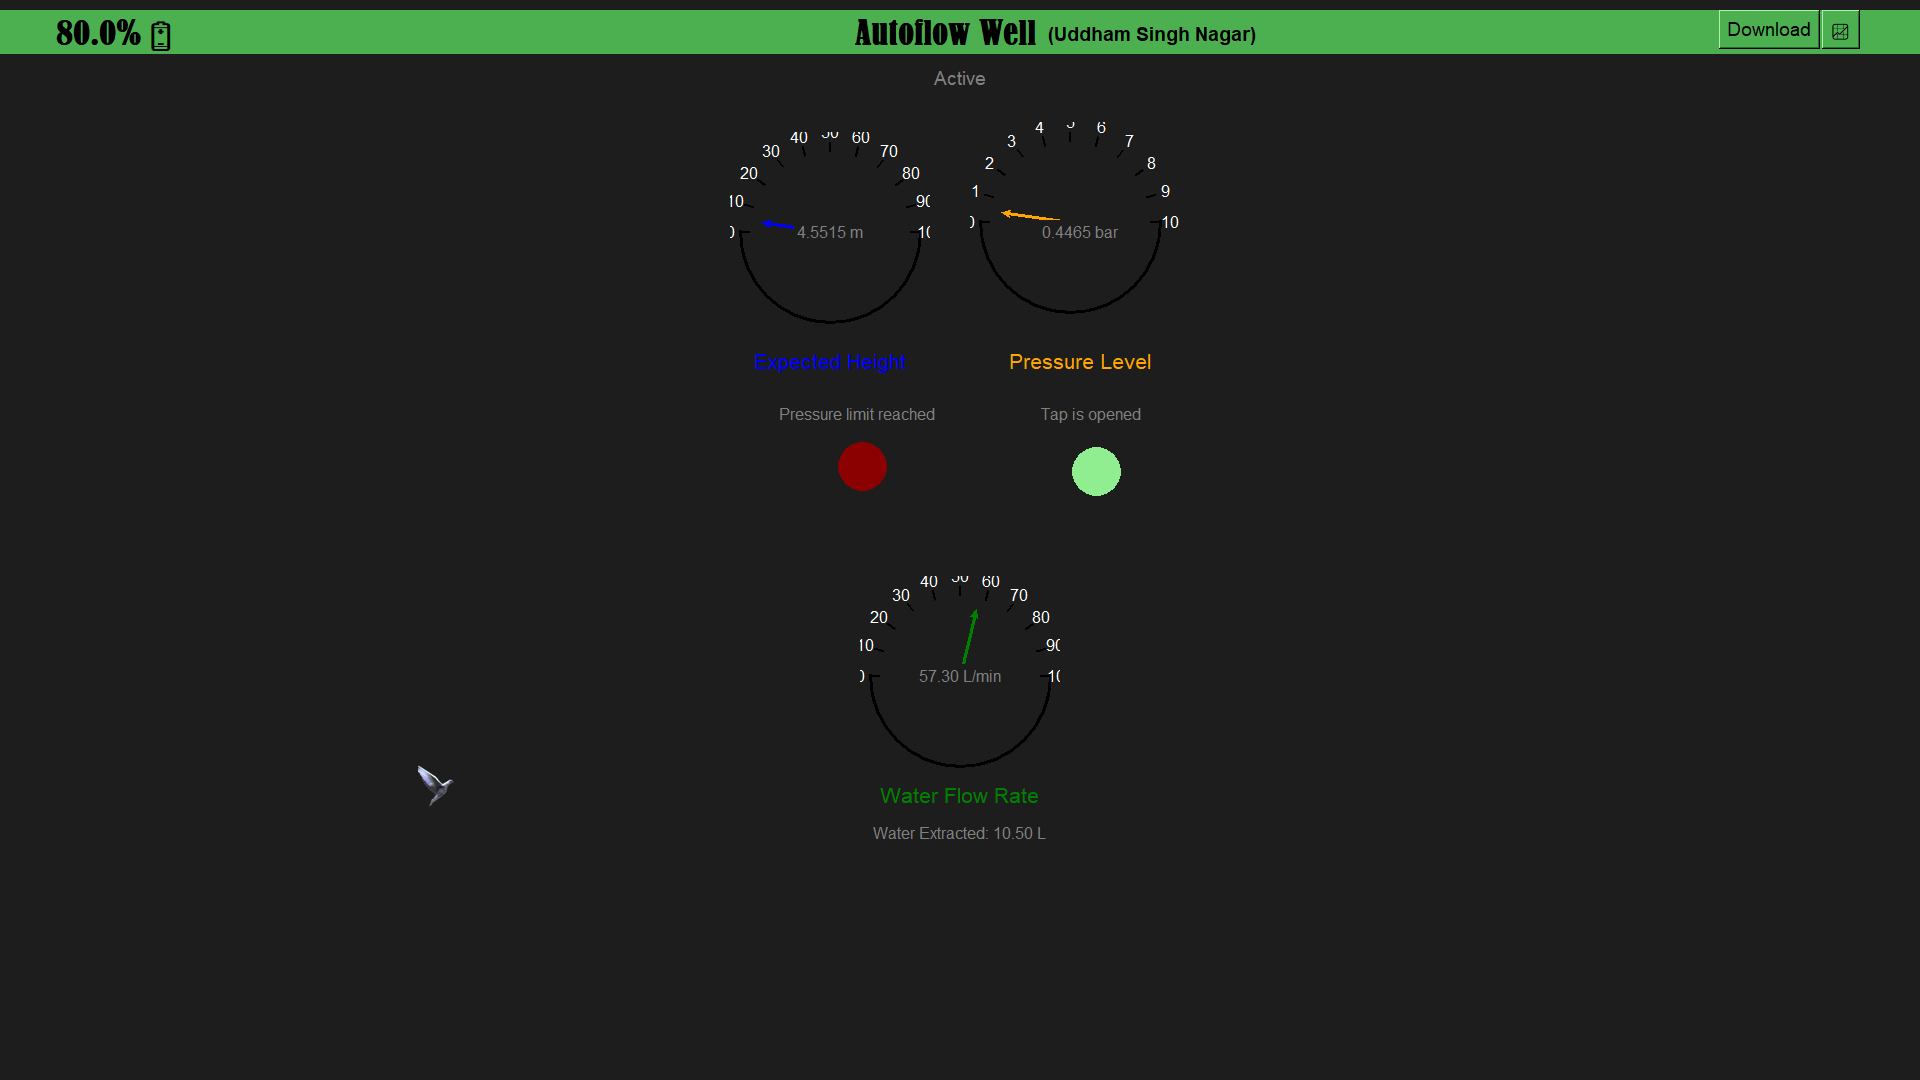 80.0%
Autoflow Well (Uddham Singh Nagar)
Download
Active
0 10 20 30 40 50 60 70 80 90 10
4.5515 m
0 1 2 3 4 5 6 7 8 9 10
0.4465 bar
Expected Height
Pressure Level
Pressure limit reached
Tap is opened
0 10 20 30 40 50 60 70 80 90 10
57.30 L/min
Water Flow Rate
Water Extracted: 10.50 L